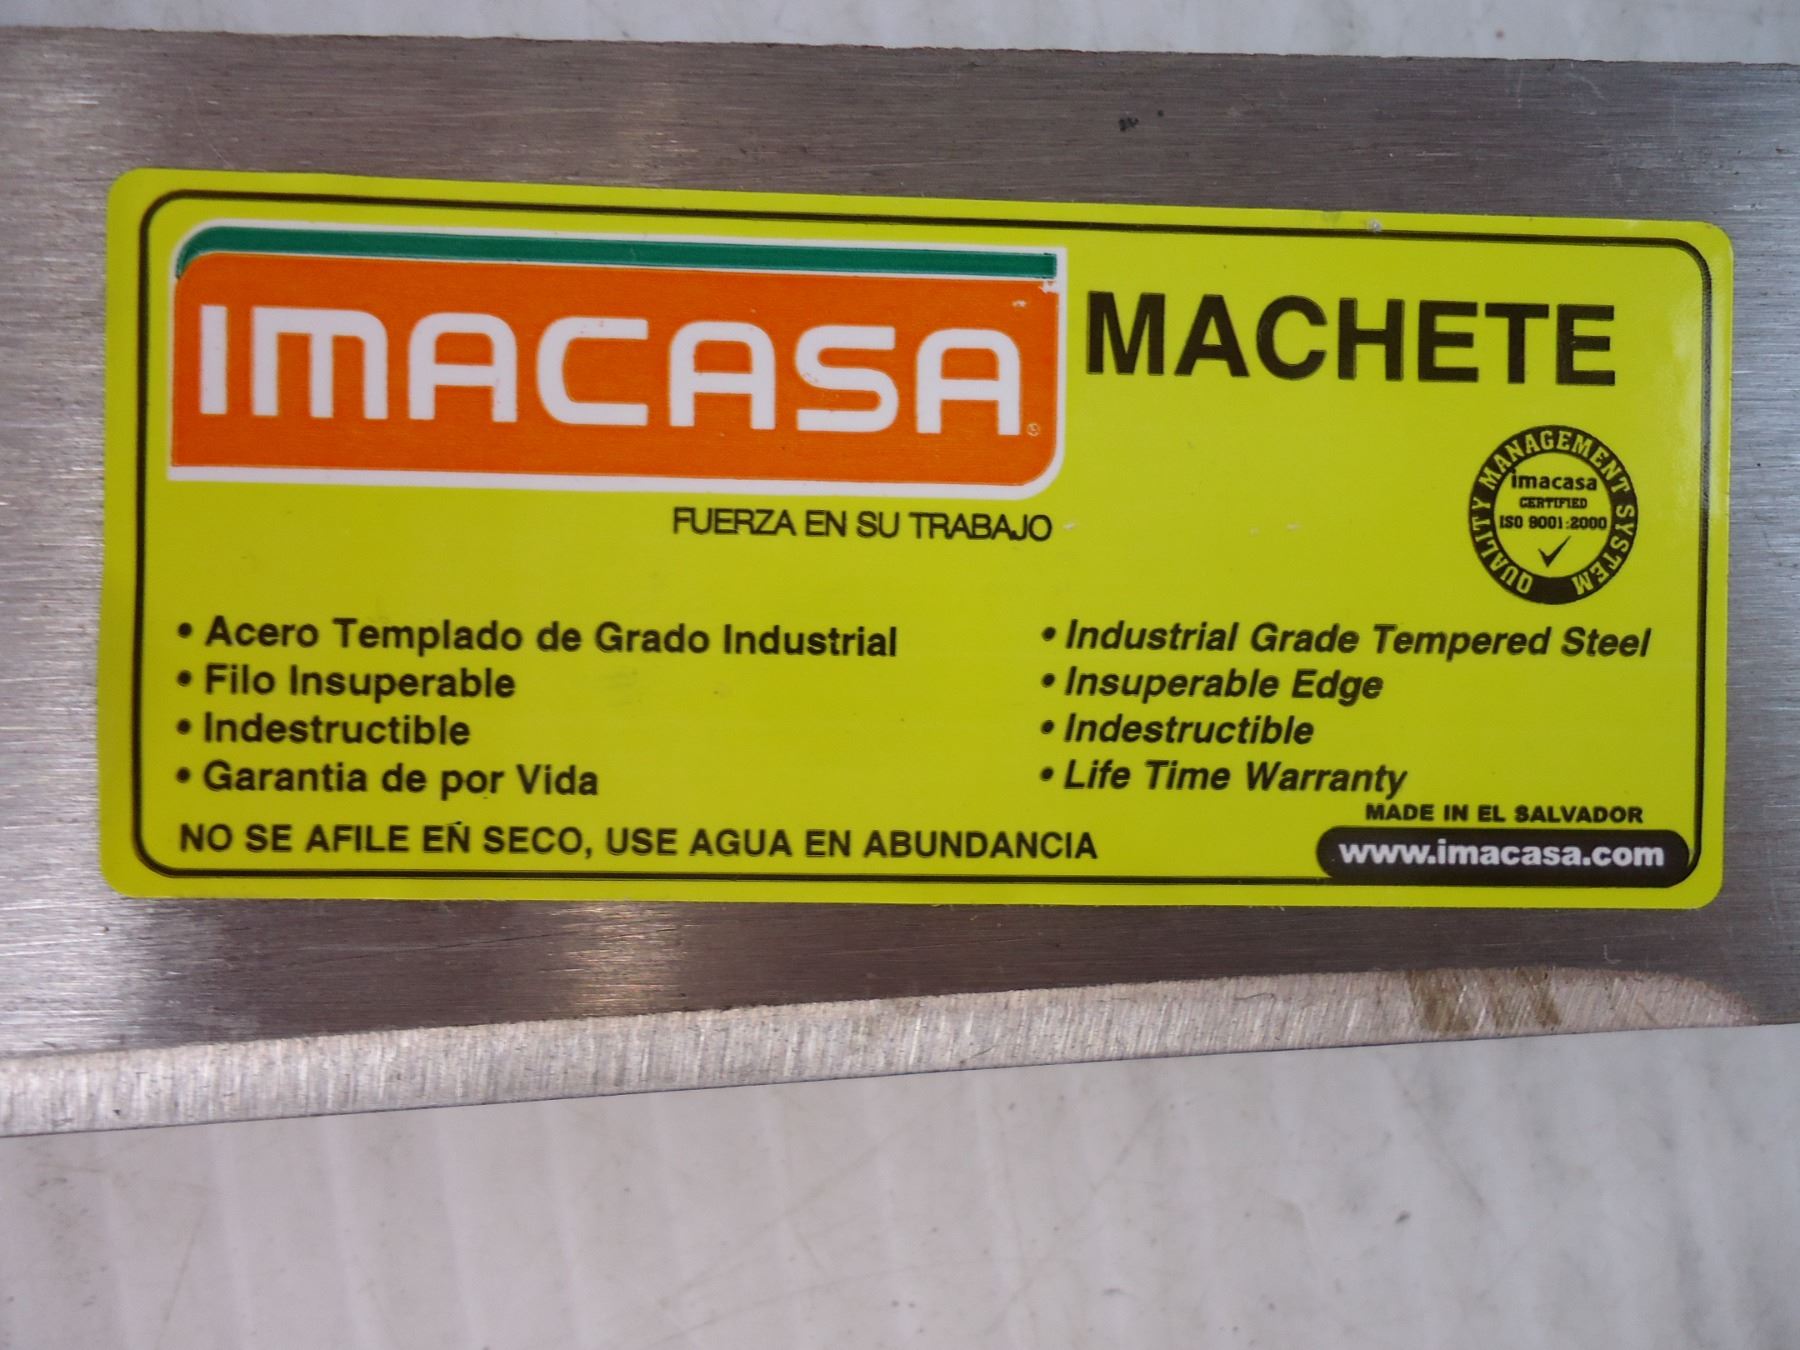 IMACASA®
MACHETE
FUERZA EN SU TRABAJO
QUALITY MANAGEMENT SYSTEM
imacasa
CERTIFIED
ISO 9001:2000
• Acero Templado de Grado Industrial
• Filo Insuperable
• Indestructible
• Garantia de por Vida
• Industrial Grade Tempered Steel
• Insuperable Edge
• Indestructible
• Life Time Warranty
MADE IN EL SALVADOR
NO SE AFILE EN SECO, USE AGUA EN ABUNDANCIA
www.imacasa.com